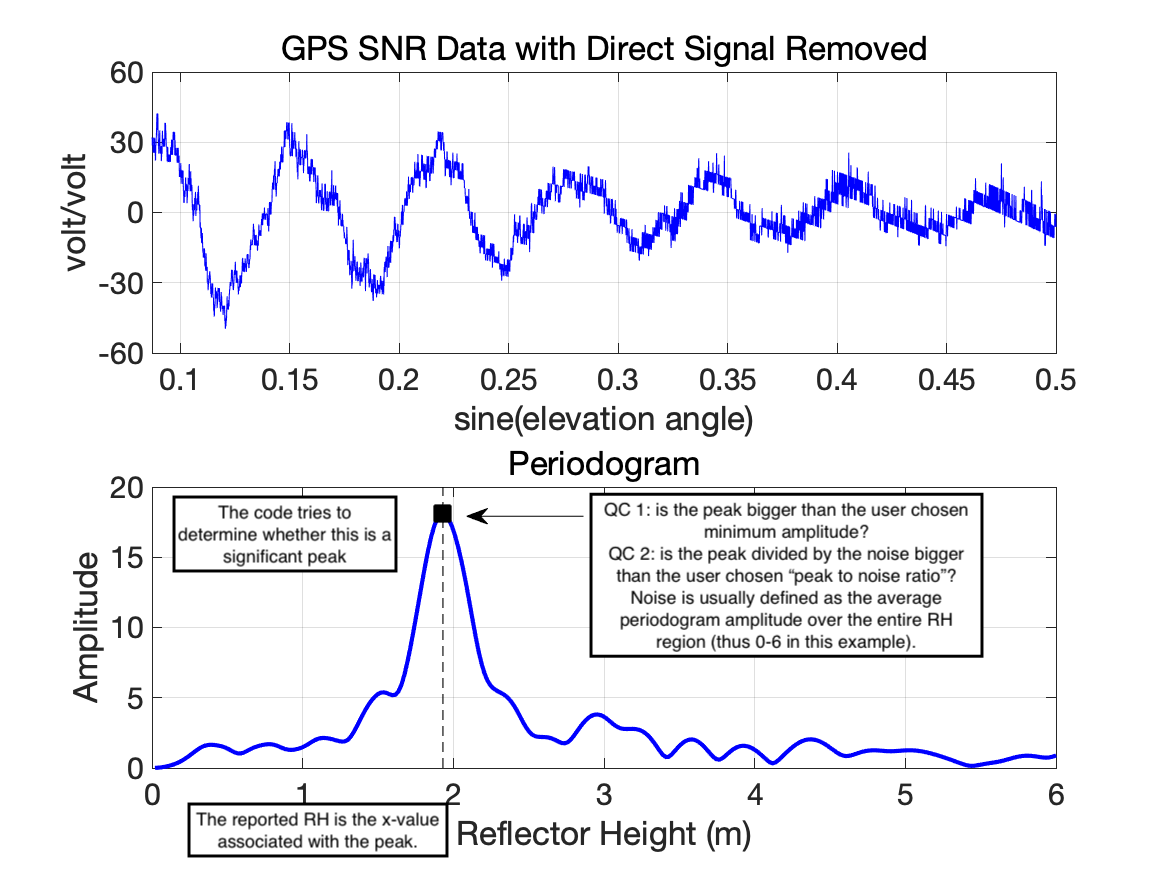 GPS SNR Data with Direct Signal Removed
60
30
0
-30
-60
volt/volt
0.1 0.15 0.2 0.25 0.3 0.35 0.4 0.45 0.5
sine(elevation angle)
Periodogram
20
15
10
5
0
Amplitude
The code tries to
determine whether this is a
significant peak
QC 1: is the peak bigger than the user chosen
minimum amplitude?
QC 2: is the peak divided by the noise bigger
than the user chosen “peak to noise ratio”?
Noise is usually defined as the average
periodogram amplitude over the entire RH
region (thus 0-6 in this example).
0 1 2 3 4 5 6
The reported RH is the x-value
associated with the peak.
Reflector Height (m)